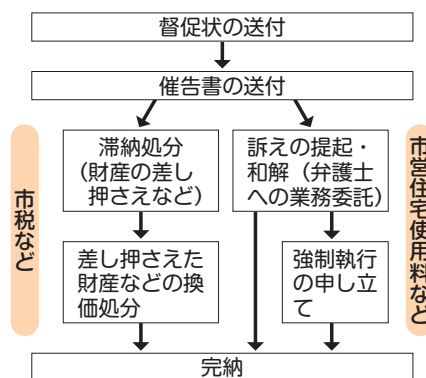 督促状の送付
催告書の送付
市税など
滞納処分
(財産の差し
押さえなど)
訴えの提起・
和解（弁護士
への業務委託)
市営住宅使用料など
差し押さえた
財産などの換
価処分
強制執行
の申し立
て
完納